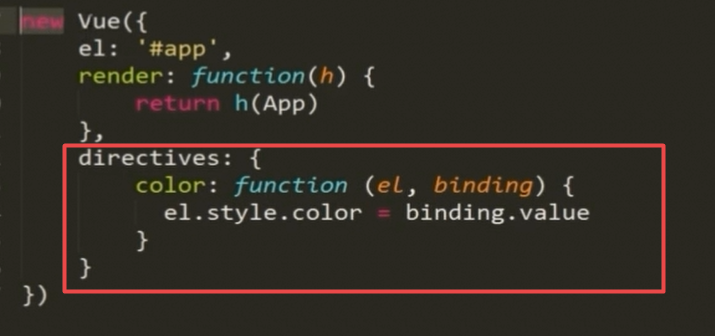 new Vue({
el: '#app',
render: function(h) {
return h(App)
},
directives: {
color: function (el, binding) {
el.style.color = binding.value
}
}
})